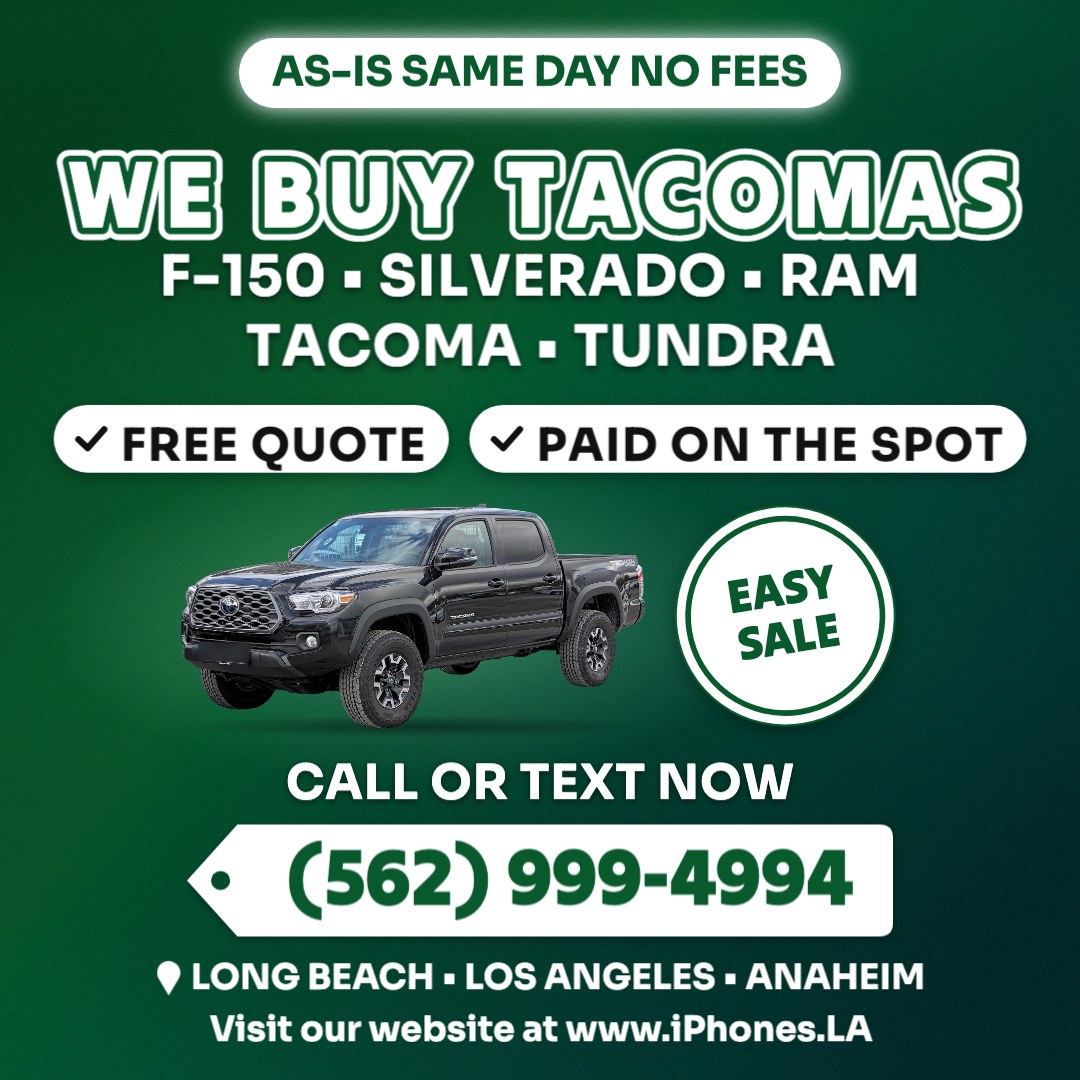 AS-IS SAME DAY NO FEES
WE BUY TACOMAS
F-150 ▪ SILVERADO ▪ RAM
TACOMA ▪ TUNDRA
✓ FREE QUOTE
✓ PAID ON THE SPOT
EASY
SALE
CALL OR TEXT NOW
(562) 999-4994
LONG BEACH ▪ LOS ANGELES ▪ ANAHEIM
Visit our website at www.iPhones.LA